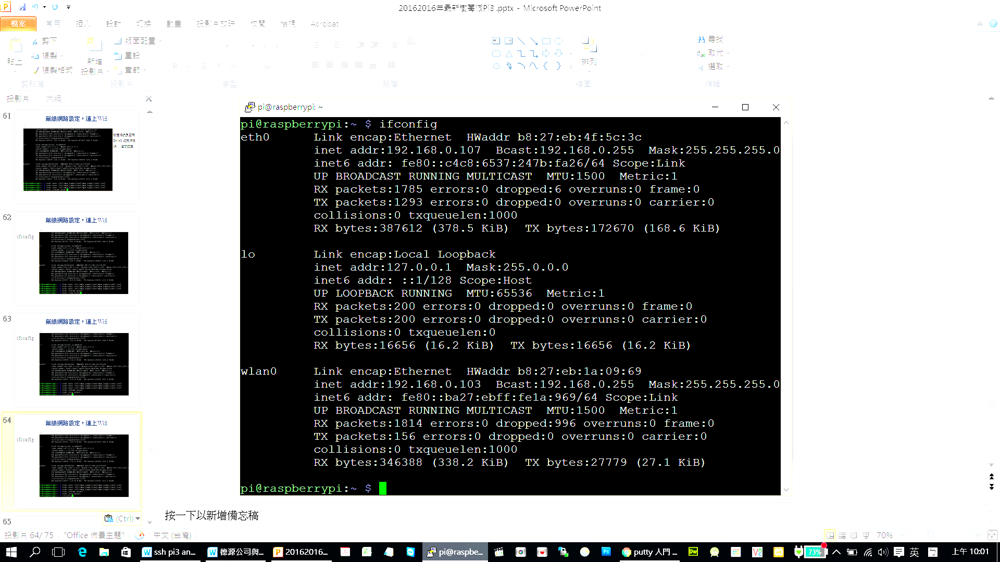 20162016年最新樹莓派Pi3 .pptx - Microsoft PowerPoint
檔案 常用 插入 設計 切換 動畫 投影片放映 校閱 檢視 Acrobat
剪下 版面配置 尋找
貼上 複製 新增 重設 取代
複製格式 投影片 章節 排列 選取
剪貼簿 投影片 字型 段落 繪圖 編輯
投影片 大綱
61
無線網路設定，連上Wifi
62
無線網路設定，連上Wifi
ifconfig
63
無線網路設定，連上Wifi
ifconfig
64
無線網路設定，連上Wifi
ifconfig
65
(Ctrl)
pi@raspberrypi: ~
pi@raspberrypi:~ $ ifconfig
eth0 Link encap:Ethernet HWaddr b8:27:eb:4f:5c:3c
inet addr:192.168.0.107 Bcast:192.168.0.255 Mask:255.255.255.0
inet6 addr: fe80::c4c8:6537:247b:fa26/64 Scope:Link
UP BROADCAST RUNNING MULTICAST MTU:1500 Metric:1
RX packets:1785 errors:0 dropped:6 overruns:0 frame:0
TX packets:1293 errors:0 dropped:0 overruns:0 carrier:0
collisions:0 txqueuelen:1000
RX bytes:387612 (378.5 KiB) TX bytes:172670 (168.6 KiB)
lo Link encap:Local Loopback
inet addr:127.0.0.1 Mask:255.0.0.0
inet6 addr: ::1/128 Scope:Host
UP LOOPBACK RUNNING MTU:65536 Metric:1
RX packets:200 errors:0 dropped:0 overruns:0 frame:0
TX packets:200 errors:0 dropped:0 overruns:0 carrier:0
collisions:0 txqueuelen:0
RX bytes:16656 (16.2 KiB) TX bytes:16656 (16.2 KiB)
wlan0 Link encap:Ethernet HWaddr b8:27:eb:1a:09:69
inet addr:192.168.0.103 Bcast:192.168.0.255 Mask:255.255.255.0
inet6 addr: fe80::ba27:ebff:fe1a:969/64 Scope:Link
UP BROADCAST RUNNING MULTICAST MTU:1500 Metric:1
RX packets:1814 errors:0 dropped:996 overruns:0 frame:0
TX packets:156 errors:0 dropped:0 overruns:0 carrier:0
collisions:0 txqueuelen:1000
RX bytes:346388 (338.2 KiB) TX bytes:27779 (27.1 KiB)
pi@raspberrypi:~ $
按一下以新增備忘稿
投影片 64/ 75 "Office 佈景主題" 中文 (台灣) 70%
ssh pi3 an... 德源公司與... 20162016... pi@raspbe... putty 入門 ... 73% 英 上午 10:01